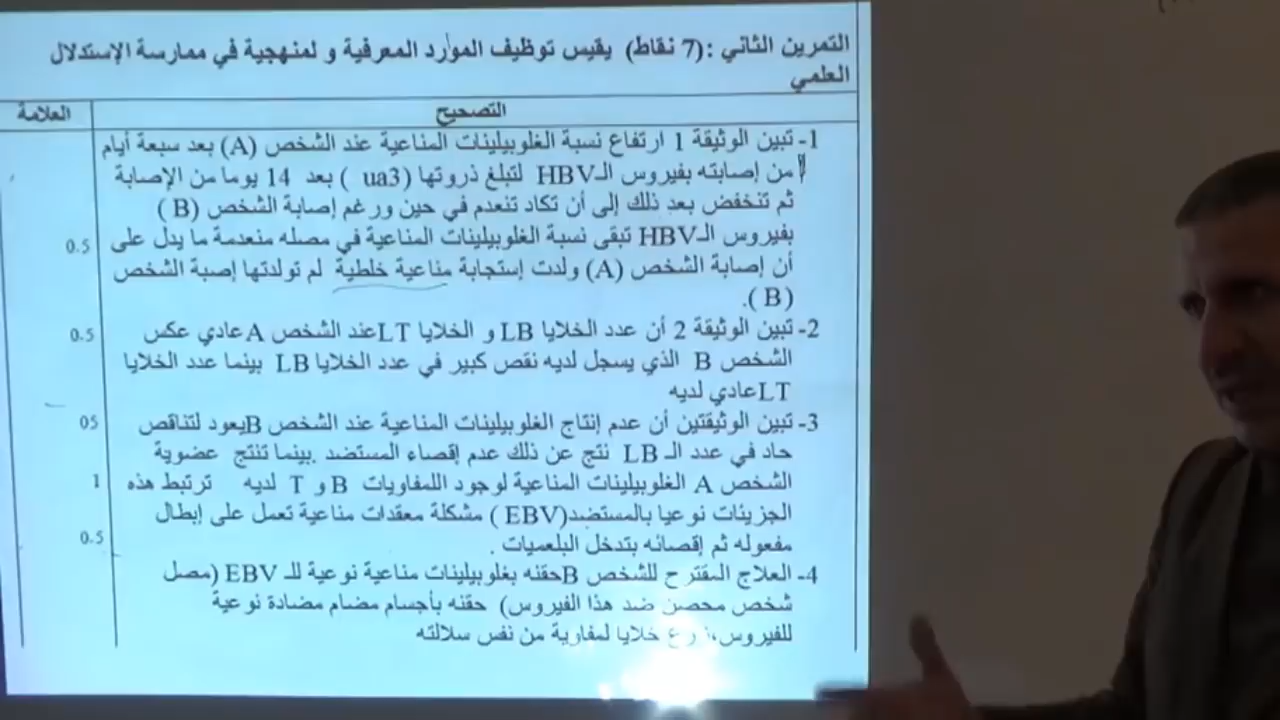 التمرين الثاني :(7 نقاط) يقيس توظيف الموارد المعرفية و لمنهجية في ممارسة الإستدلال
العلمي
التصحيح
العلامة
1- تبين الوثيقة 1 ارتفاع نسبة الغلوبيلينات المناعية عند الشخص (A) بعد سبعة أيام
من إصابته بفيروس الـHBV لتبلغ ذروتها (ua3 ) بعد 14 يوما من الإصابة
ثم تنخفض بعد ذلك إلى أن تكاد تنعدم في حين ورغم إصابة الشخص (B )
بفيروس الـHBV تبقى نسبة الغلوبيلينات المناعية في مصله منعدمة ما يدل على
0.5
أن إصابة الشخص (A) ولدت إستجابة مناعية خلطية لم تولدتها إصبة الشخص
(B ).
2- تبين الوثيقة 2 أن عدد الخلايا LB و الخلايا LTعند الشخص Aعادي عكس
0.5
الشخص B الذي يسجل لديه نقص كبير في عدد الخلايا LB بينما عدد الخلايا
LTعادي لديه
3- تبين الوثيقتين أن عدم إنتاج الغلوبيلينات المناعية عند الشخص Bيعود لتناقص
05
حاد في عدد الـ LB نتج عن ذلك عدم إقصاء المستضد .بينما تنتج عضوية
الشخص A الغلوبيلينات المناعية لوجود اللمفاويات B و T لديه ترتبط هذه
1
الجزيئات نوعيا بالمستضد(EBV ) مشكلة معقدات مناعية تعمل على إبطال
مفعوله ثم إقصائه بتدخل البلعميات .
0.5
4- العلاج المقترح للشخص Bحقنه بغلوبيلينات مناعية نوعية للـ EBV (مصل
شخص محصن ضد هذا الفيروس) حقنه بأجسام مضام مضادة نوعية
للفيروس، خلايا لمفاوية من نفس سلالته